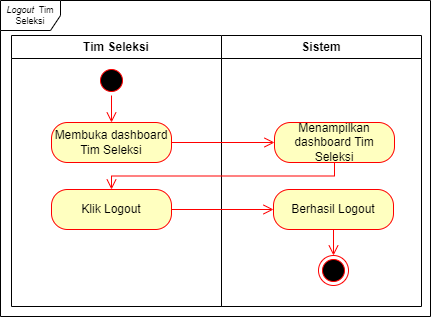 Logout Tim
Seleksi
Tim Seleksi
Sistem
Membuka dashboard
Tim Seleksi
Menampilkan
dashboard Tim
Seleksi
Klik Logout
Berhasil Logout